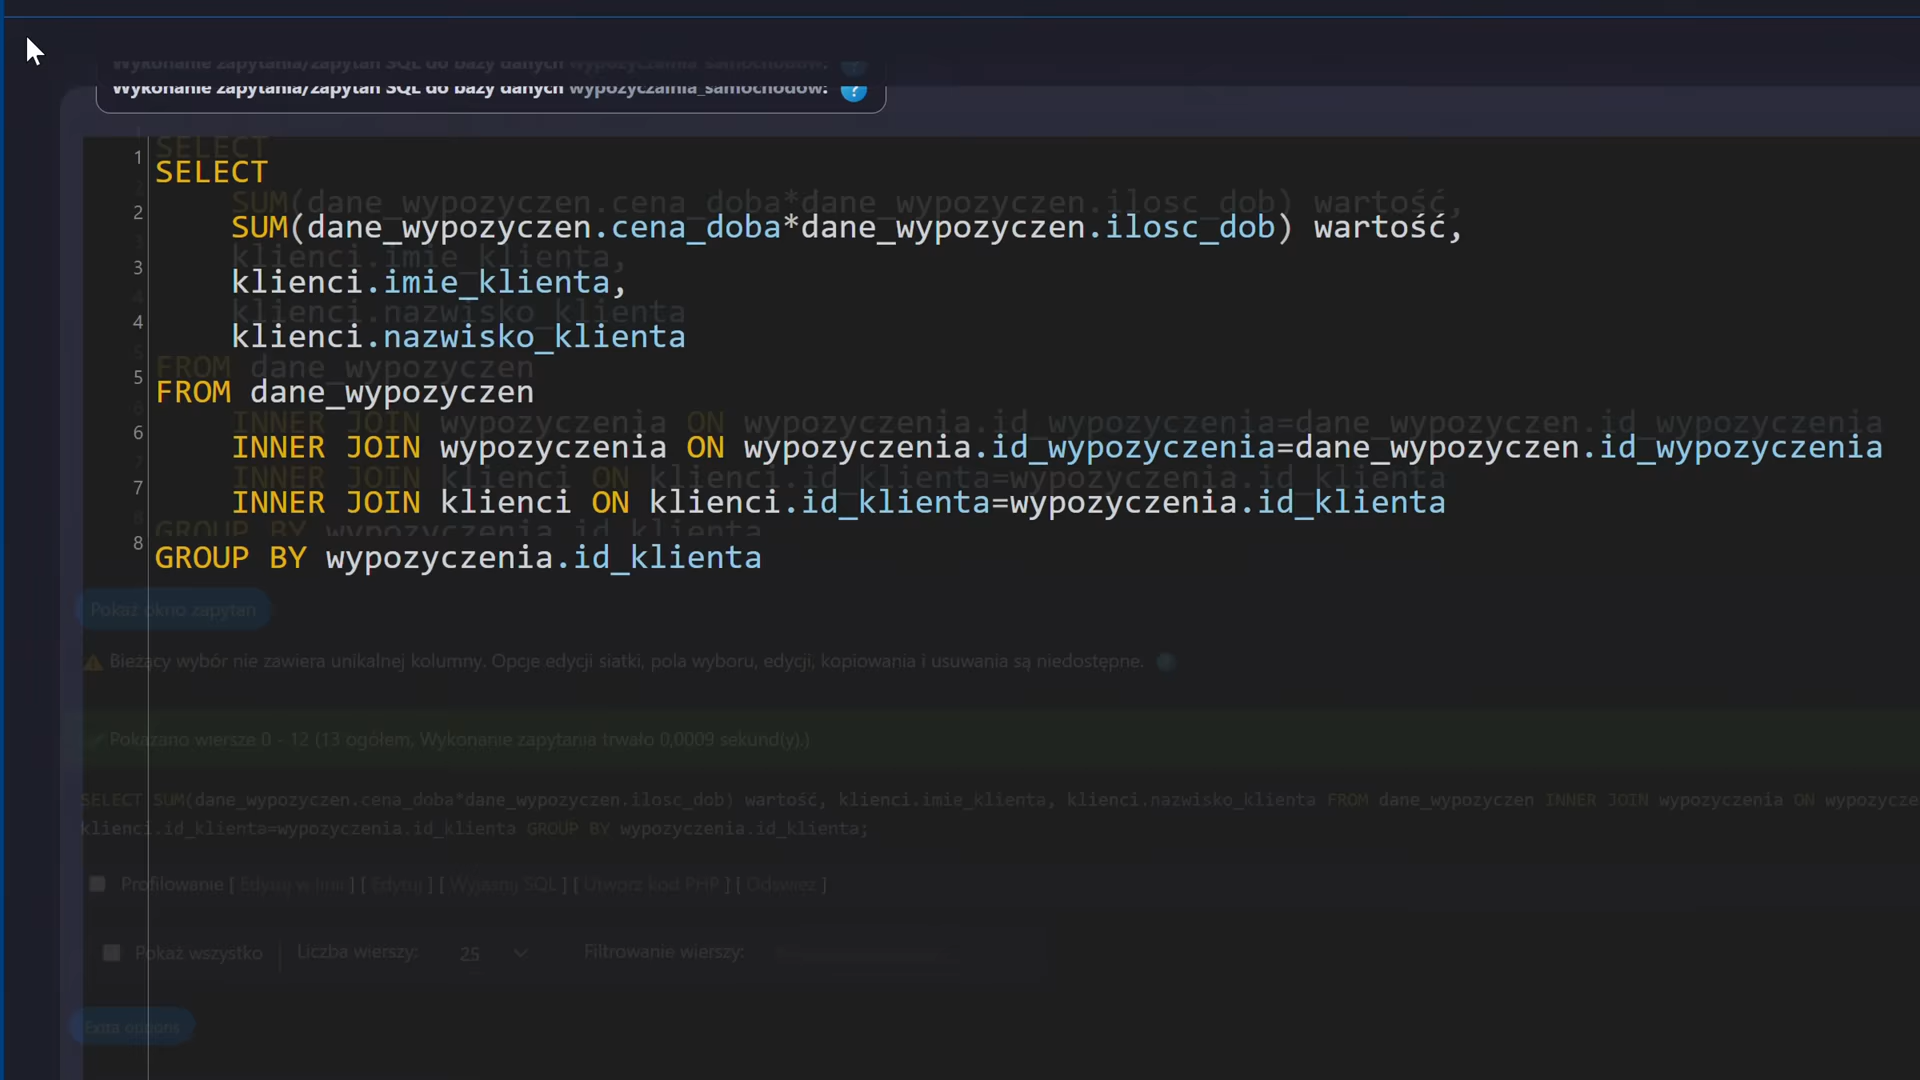 Wykonanie zapytania/zapytań SQL do bazy danych wypozyczalnia_samochodow:
1 SELECT
2 SUM(dane_wypozyczen.cena_doba*dane_wypozyczen.ilosc_dob) wartość,
3 klienci.imie_klienta,
4 klienci.nazwisko_klienta
5 FROM dane_wypozyczen
6 INNER JOIN wypozyczenia ON wypozyczenia.id_wypozyczenia=dane_wypozyczen.id_wypozyczenia
7 INNER JOIN klienci ON klienci.id_klienta=wypozyczenia.id_klienta
8 GROUP BY wypozyczenia.id_klienta
Pokaż okno zapytań
Bieżący wybór nie zawiera unikalnej kolumny. Opcje edycji siatki, pola wyboru, edycji, kopiowania i usuwania są niedostępne.
Pokazano wiersze 0 - 12 (13 ogółem, Wykonanie zapytania trwało 0,0009 sekund(y).)
SELECT SUM(dane_wypozyczen.cena_doba*dane_wypozyczen.ilosc_dob) wartość, klienci.imie_klienta, klienci.nazwisko_klienta FROM dane_wypozyczen INNER JOIN wypozyczenia ON wypozycze
klienci.id_klienta=wypozyczenia.id_klienta GROUP BY wypozyczenia.id_klienta;
Profilowanie [ Edytuj w linii ] [ Edytuj ] [ Wyjaśnij SQL ] [ Utwórz kod PHP ] [ Odśwież ]
Pokaż wszystko Liczba wierszy: 25 Filtrowanie wierszy:
Extra options